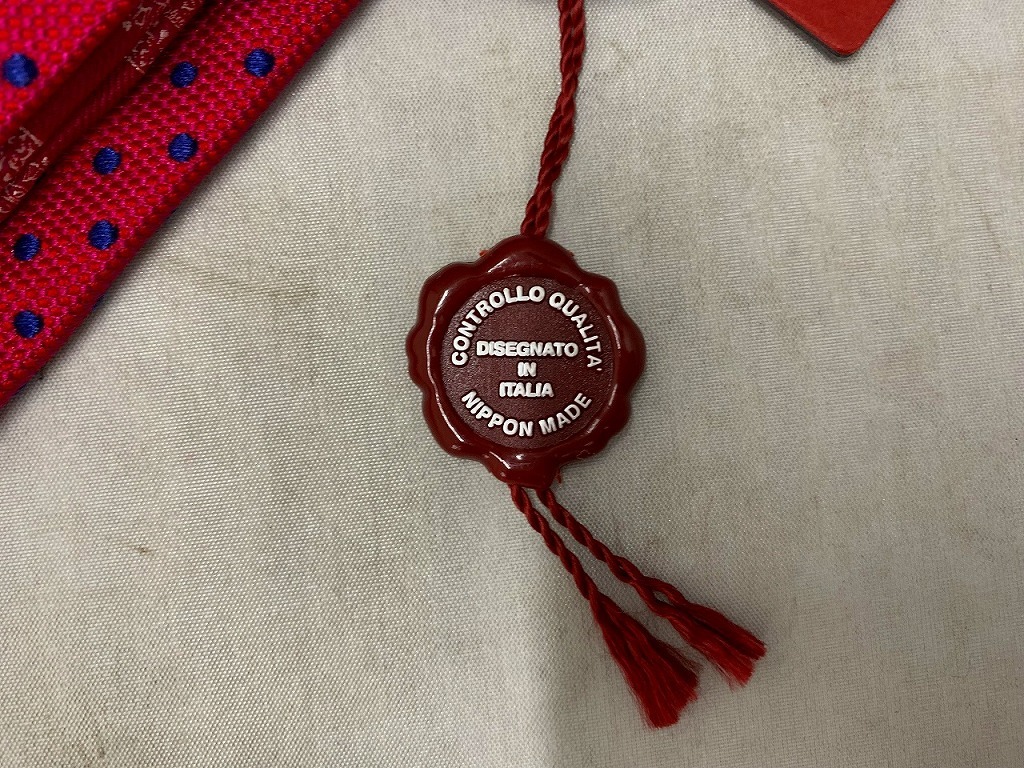 CONTROLLO QUALITA'
DISEGNATO
IN
ITALIA
NIPPON MADE